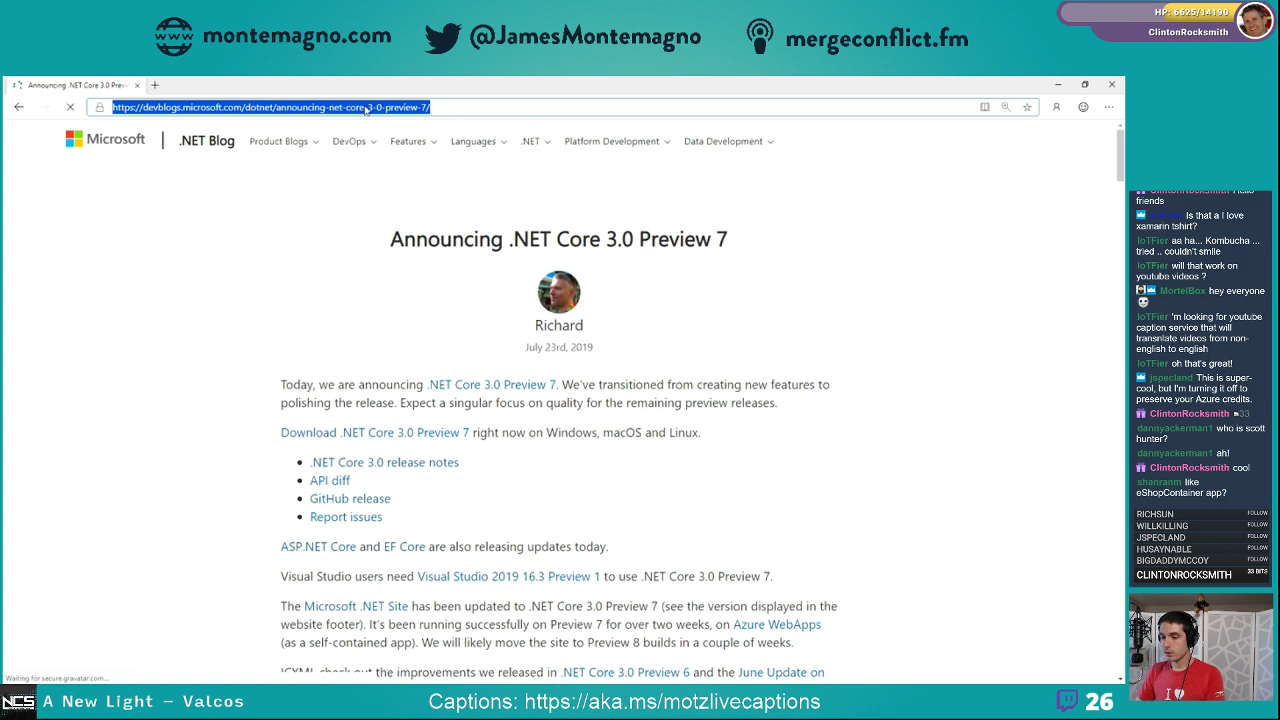 montemagno.com
@JamesMontemagno
mergeconflict.fm
HP: 6625/14190
ClintonRocksmith
Announcing .NET Core 3.0 Previ
https://devblogs.microsoft.com/dotnet/announcing-net-core-3-0-preview-7/
Microsoft
.NET Blog
Product Blogs
DevOps
Features
Languages
.NET
Platform Development
Data Development
Announcing .NET Core 3.0 Preview 7
Richard
July 23rd, 2019
Today, we are announcing .NET Core 3.0 Preview 7. We've transitioned from creating new features to
polishing the release. Expect a singular focus on quality for the remaining preview releases.
Download .NET Core 3.0 Preview 7 right now on Windows, macOS and Linux.
• .NET Core 3.0 release notes
• API diff
• GitHub release
• Report issues
ASP.NET Core and EF Core are also releasing updates today.
Visual Studio users need Visual Studio 2019 16.3 Preview 1 to use .NET Core 3.0 Preview 7.
The Microsoft .NET Site has been updated to .NET Core 3.0 Preview 7 (see the version displayed in the
website footer). It's been running successfully on Preview 7 for over two weeks, on Azure WebApps
(as a self-contained app). We will likely move the site to Preview 8 builds in a couple of weeks.
ICYMI, check out the improvements we released in .NET Core 3.0 Preview 6 and the June Update on
Waiting for secure.gravatar.com...
ClintonRocksmith Hello
friends
Is that a I love
xamarin tshirt?
IoTFier aa ha... Kombucha ...
tried .. couldn't smile
IoTFier will that work on
youtube videos ?
MortelBox hey everyone
IoTFier 'm looking for youtube
caption service that will
transnlate videos from non-
english to english
IoTFier oh that's great!
jspecland This is super-
cool, but I'm turning it off to
preserve your Azure credits.
ClintonRocksmith 33
dannyackerman1 who is scott
hunter?
dannyackerman1 ah!
ClintonRocksmith cool
shanranm like
eShopContainer app?
RICHSUN FOLLOW
WILLKILLING FOLLOW
JSPECLAND FOLLOW
HUSAYNABLE FOLLOW
BIGDADDYMCCOY FOLLOW
CLINTONROCKSMITH 33 BITS
NCS
A New Light – Valcos
Captions: https://aka.ms/motzlivecaptions
26